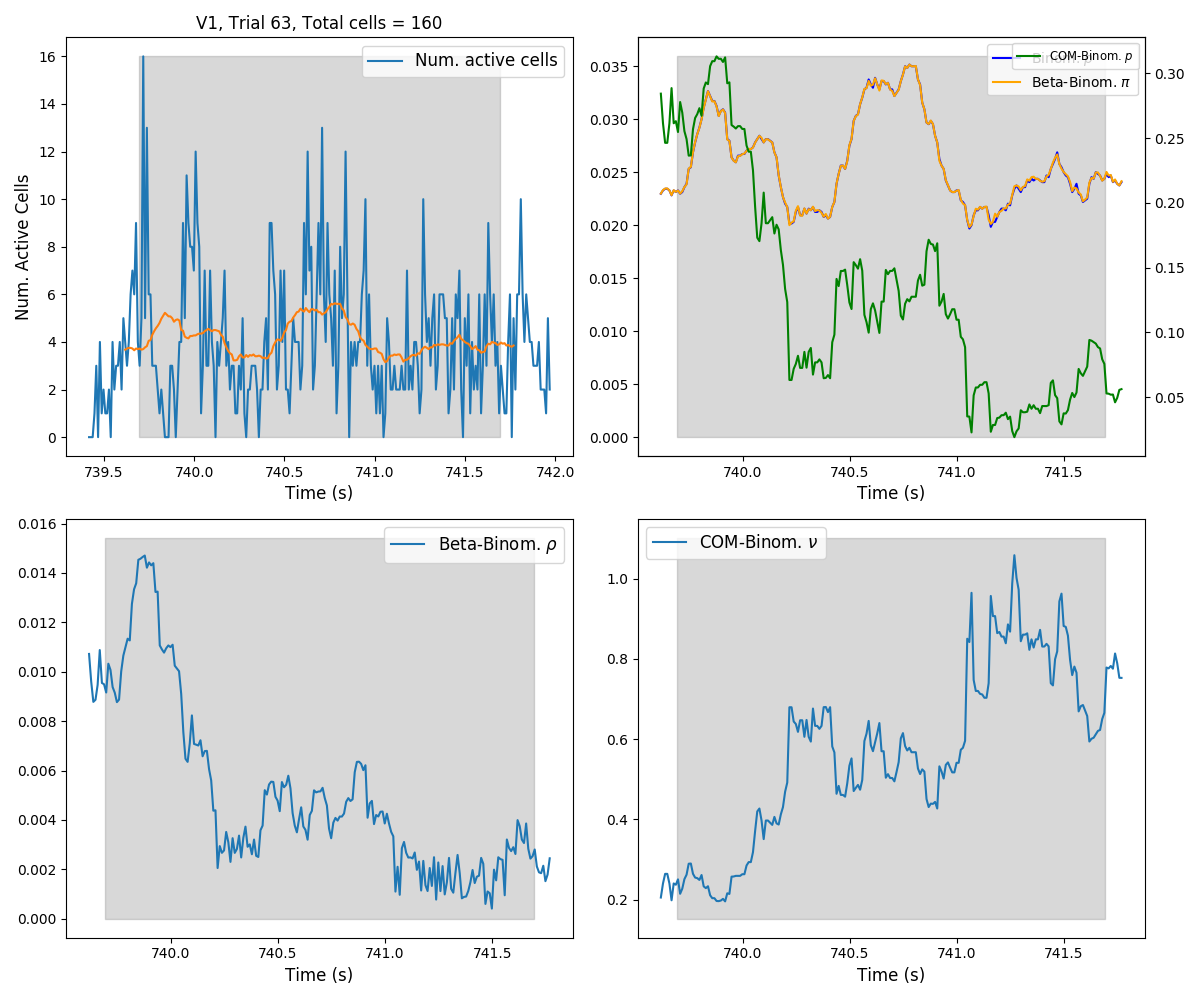 V1, Trial 63, Total cells = 160
Num. active cells
Num. Active Cells
16
14
12
10
8
6
4
2
0
739.5 740.0 740.5 741.0 741.5 742.0
Time (s)
COM-Binom. p
Beta-Binom. π
0.035
0.030
0.025
0.020
0.015
0.010
0.005
0.000
0.30
0.25
0.20
0.15
0.10
0.05
740.0 740.5 741.0 741.5
Time (s)
Beta-Binom. ρ
0.016
0.014
0.012
0.010
0.008
0.006
0.004
0.002
0.000
740.0 740.5 741.0 741.5
Time (s)
COM-Binom. ν
1.0
0.8
0.6
0.4
0.2
740.0 740.5 741.0 741.5
Time (s)